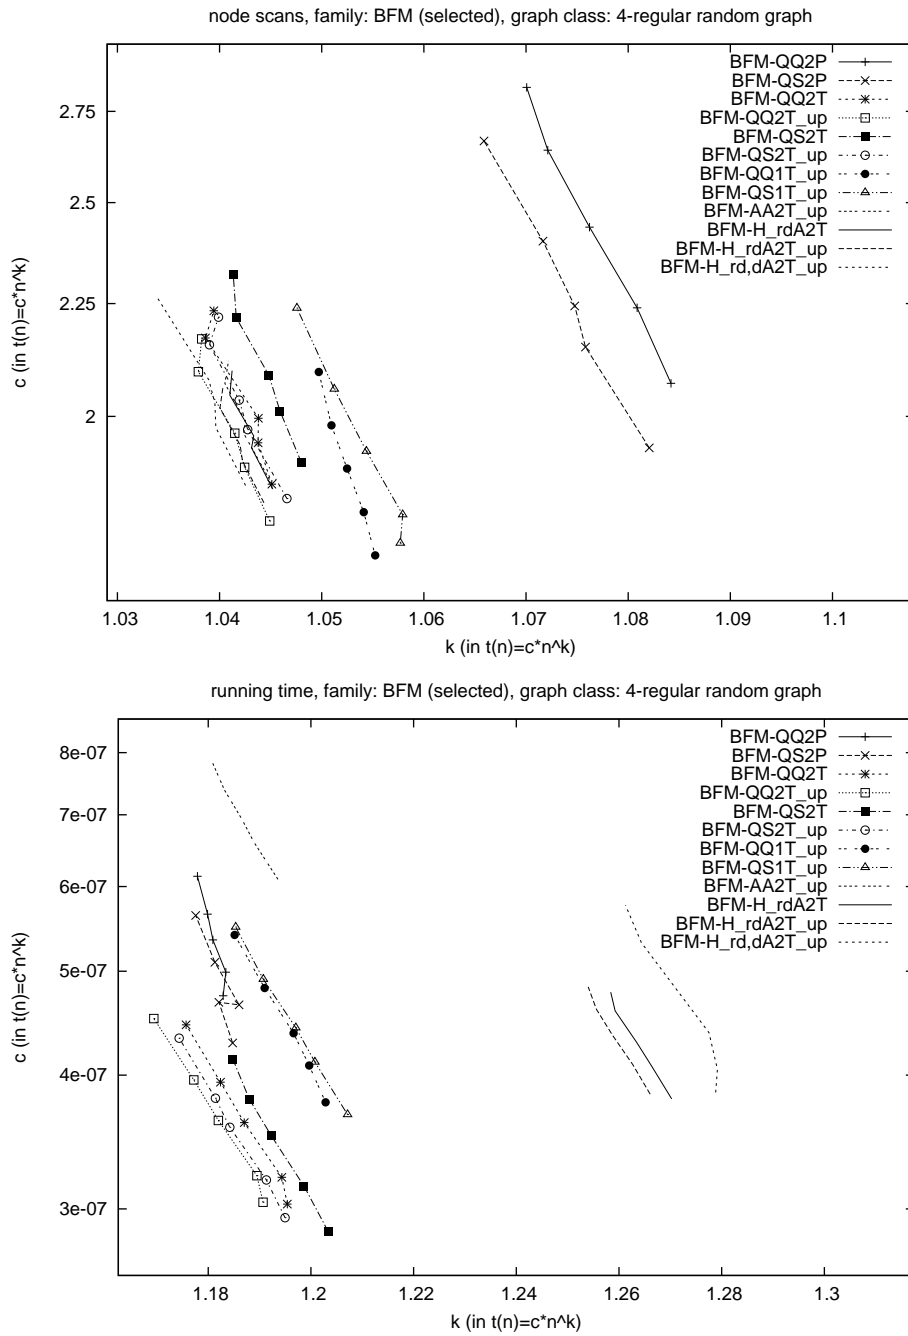 node scans, family: BFM (selected), graph class: 4-regular random graph
BFM-QQ2P
BFM-QS2P
BFM-QQ2T
BFM-QQ2T_up
BFM-QS2T
BFM-QS2T_up
BFM-QQ1T_up
BFM-QS1T_up
BFM-AA2T_up
BFM-H_rdA2T
BFM-H_rdA2T_up
BFM-H_rd,dA2T_up
2.75
2.5
2.25
2
c (in t(n)=c*n^k)
1.03 1.04 1.05 1.06 1.07 1.08 1.09 1.1
k (in t(n)=c*n^k)
running time, family: BFM (selected), graph class: 4-regular random graph
BFM-QQ2P
BFM-QS2P
BFM-QQ2T
BFM-QQ2T_up
BFM-QS2T
BFM-QS2T_up
BFM-QQ1T_up
BFM-QS1T_up
BFM-AA2T_up
BFM-H_rdA2T
BFM-H_rdA2T_up
BFM-H_rd,dA2T_up
8e-07
7e-07
6e-07
5e-07
4e-07
3e-07
c (in t(n)=c*n^k)
1.18 1.2 1.22 1.24 1.26 1.28 1.3
k (in t(n)=c*n^k)